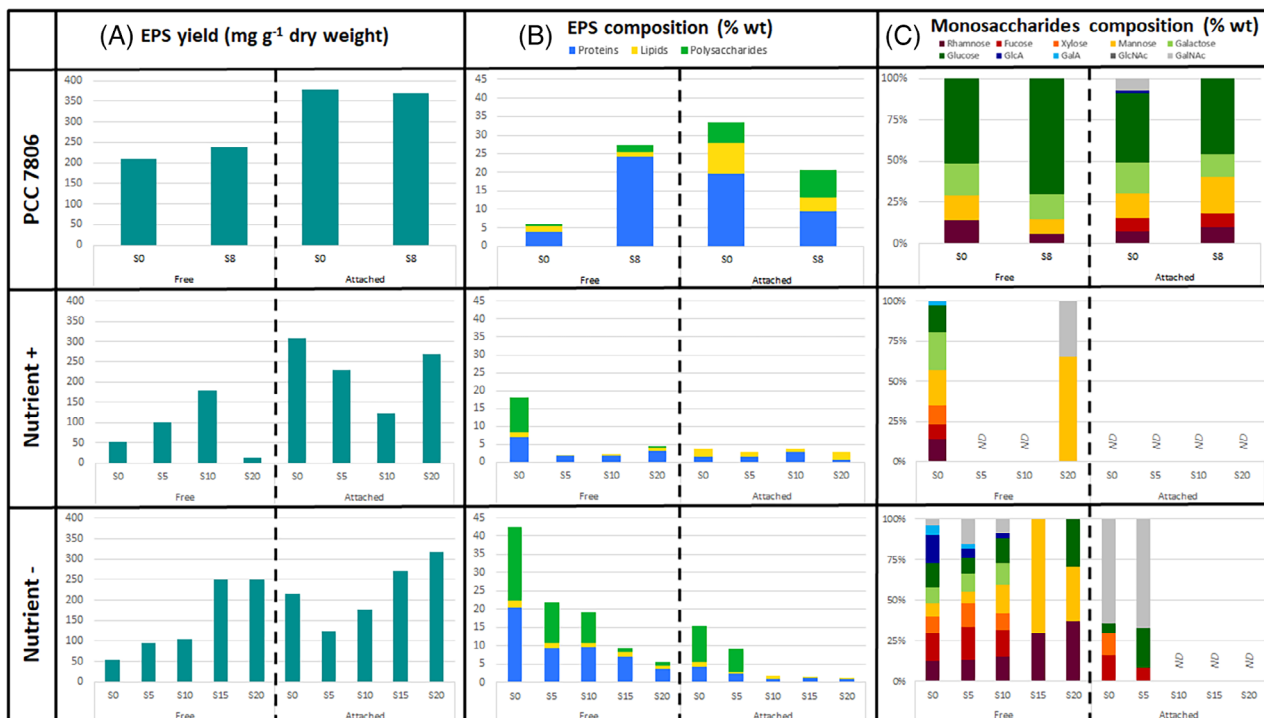 (A) EPS yield (mg g⁻¹ dry weight)
(B) EPS composition (% wt)
Proteins Lipids Polysaccharides
(C) Monosaccharides composition (% wt)
Rhamnose Fucose Xylose Mannose Galactose
Glucose GlcA GalA GlcNAc GalNAc
PCC 7806
400
350
300
250
200
150
100
50
0
S0 S8 S0 S8
Free Attached
45
40
35
30
25
20
15
10
5
0
S0 S8 S0 S8
Free Attached
100%
75%
50%
25%
0%
S0 S8 S0 S8
Free Attached
Nutrient +
400
350
300
250
200
150
100
50
0
S0 S5 S10 S20 S0 S5 S10 S20
Free Attached
45
40
35
30
25
20
15
10
5
0
S0 S5 S10 S20 S0 S5 S10 S20
Free Attached
100%
75%
50%
25%
0%
ND ND ND ND ND ND
S0 S5 S10 S20 S0 S5 S10 S20
Free Attached
Nutrient -
400
350
300
250
200
150
100
50
0
S0 S5 S10 S15 S20 S0 S5 S10 S15 S20
Free Attached
45
40
35
30
25
20
15
10
5
0
S0 S5 S10 S15 S20 S0 S5 S10 S15 S20
Free Attached
100%
75%
50%
25%
0%
ND ND ND
S0 S5 S10 S15 S20 S0 S5 S10 S15 S20
Free Attached